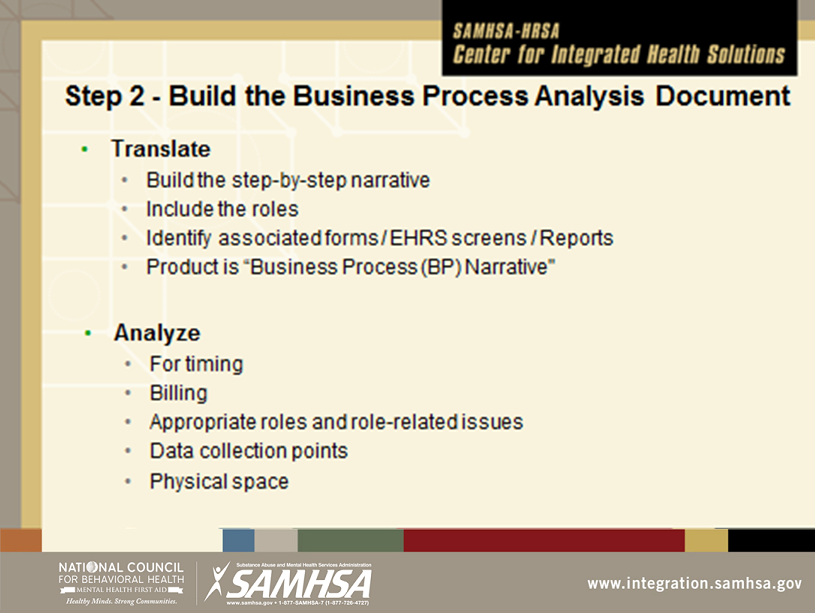 SAMHSA-HRSA
Center for Integrated Health Solutions
Step 2 - Build the Business Process Analysis Document
• Translate
• Build the step-by-step narrative
• Include the roles
• Identify associated forms / EHRS screens / Reports
• Product is “Business Process (BP) Narrative”
• Analyze
• For timing
• Billing
• Appropriate roles and role-related issues
• Data collection points
• Physical space
NATIONAL COUNCIL
FOR BEHAVIORAL HEALTH
MENTAL HEALTH FIRST AID
Healthy Minds. Strong Communities.
Substance Abuse and Mental Health Services Administration
SAMHSA
www.samhsa.gov • 1-877-SAMHSA-7 (1-877-726-4727)
www.integration.samhsa.gov